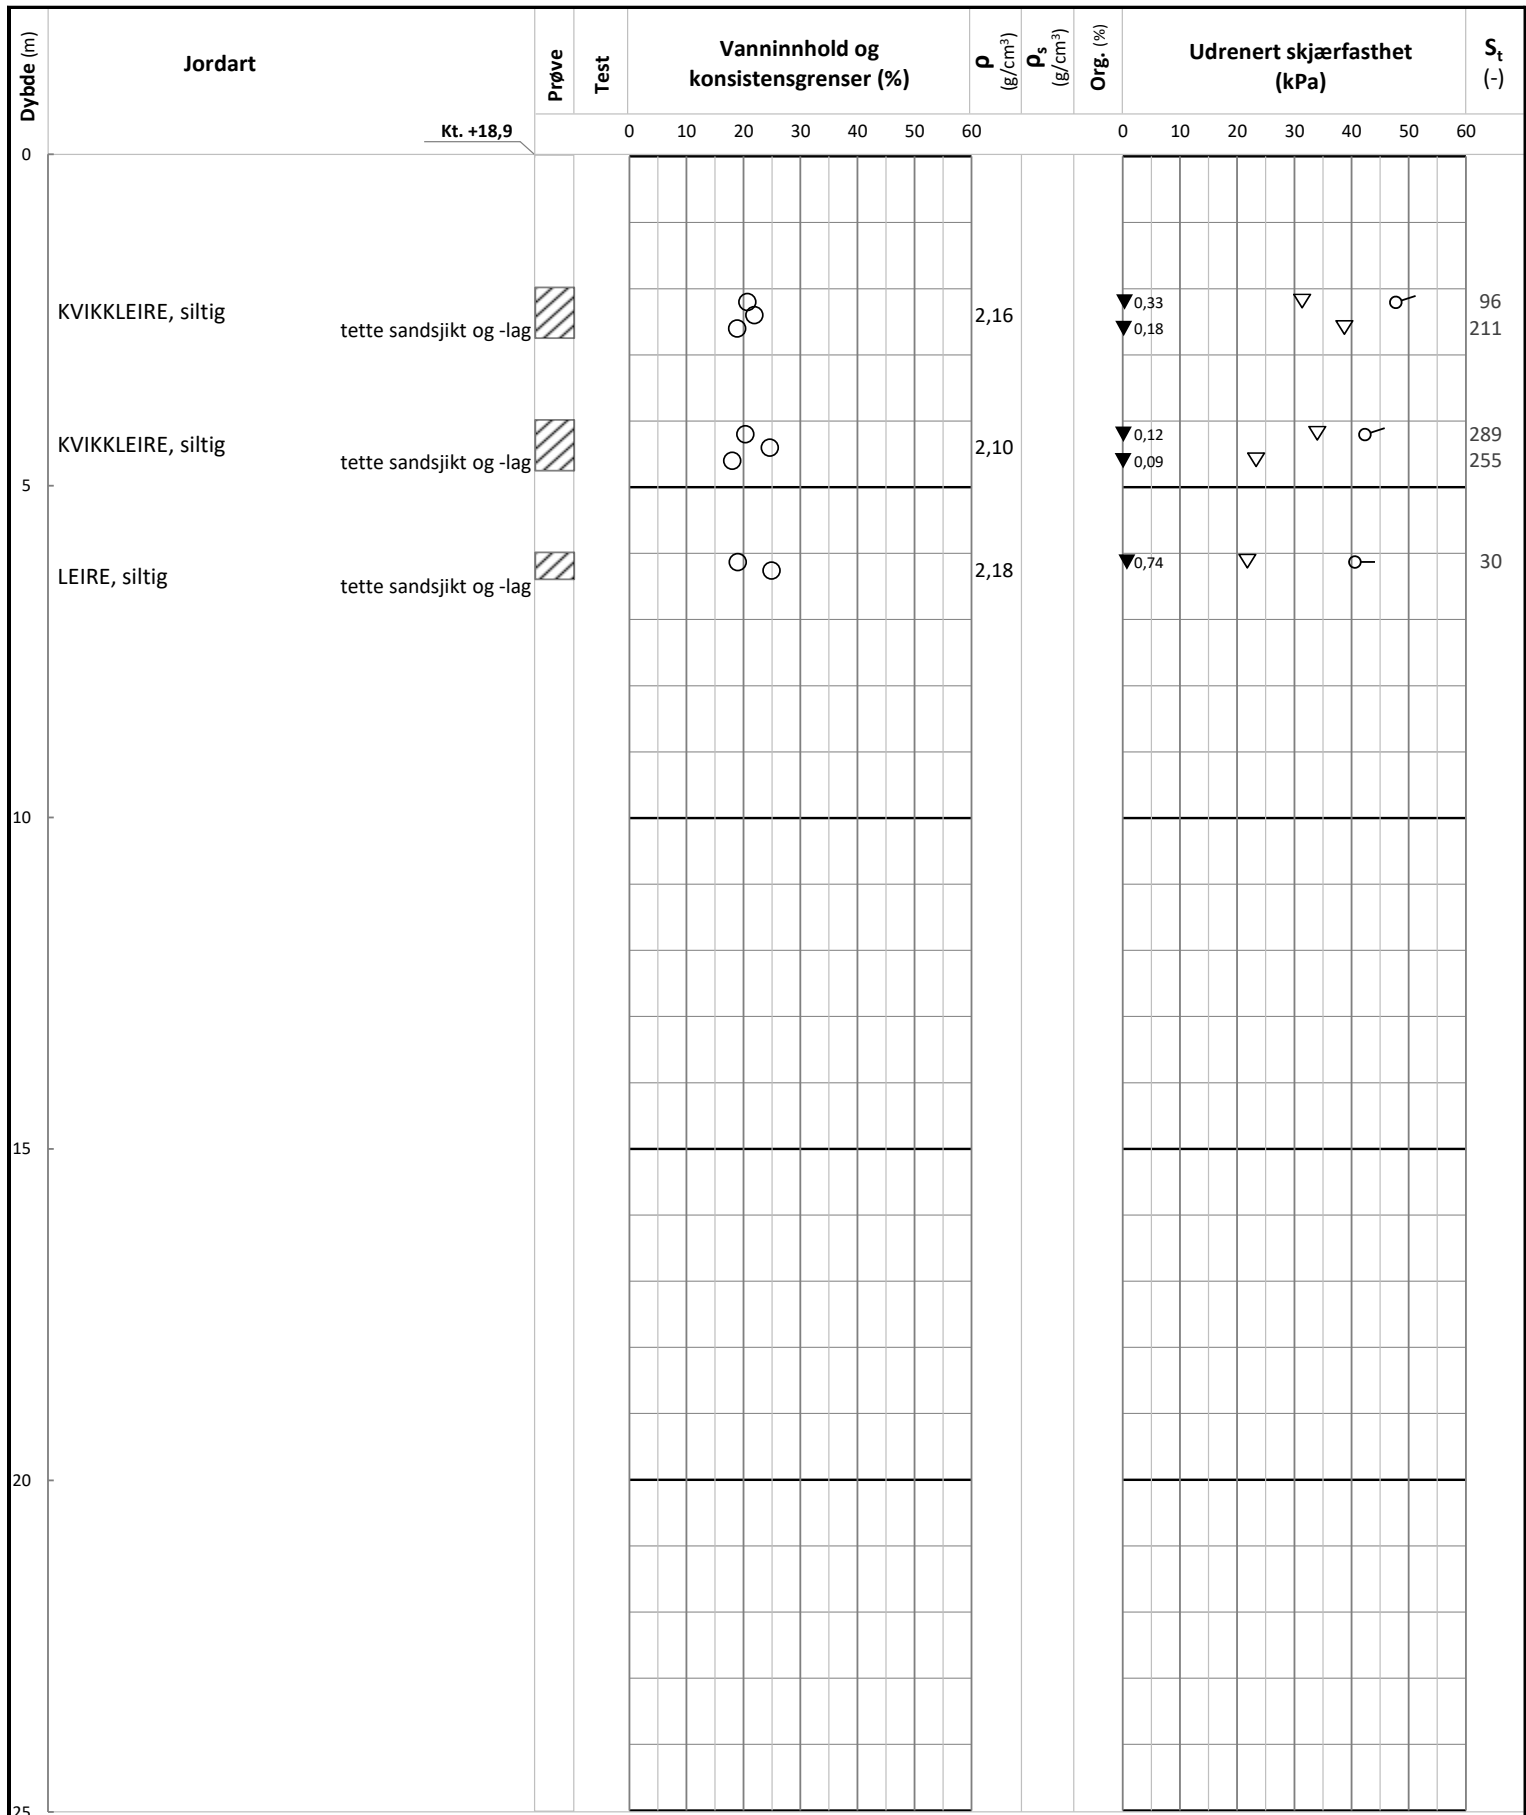 Dybde (m)
Jordart
Prøve
Test
Vanninnhold og
konsistensgrenser (%)
ρ
(g/cm³)
ρs
(g/cm³)
Org. (%)
Udrenert skjærfasthet
(kPa)
St
(-)
Kt. +18,9
0 10 20 30 40 50 60
0 10 20 30 40 50 60
0
KVIKKLEIRE, siltig
tette sandsjikt og -lag
2,16
0,33
96
0,18
211
KVIKKLEIRE, siltig
tette sandsjikt og -lag
2,10
0,12
289
0,09
255
5
LEIRE, siltig
tette sandsjikt og -lag
2,18
0,74
30
10
15
20
25